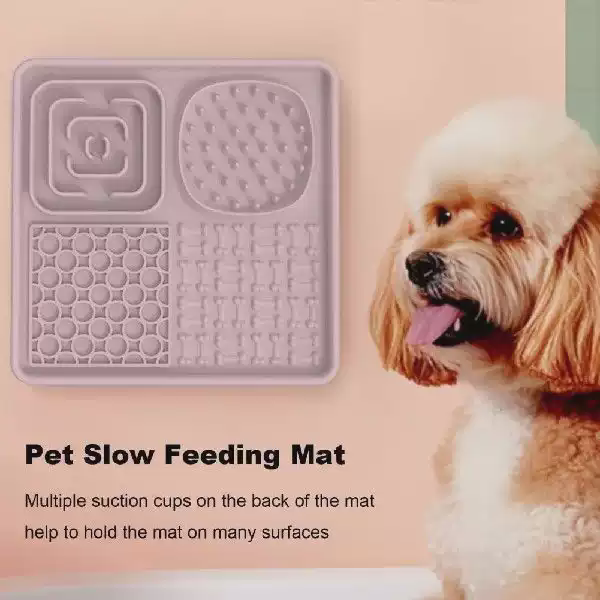 Pet Slow Feeding Mat
Multiple suction cups on the back of the mat
help to hold the mat on many surfaces